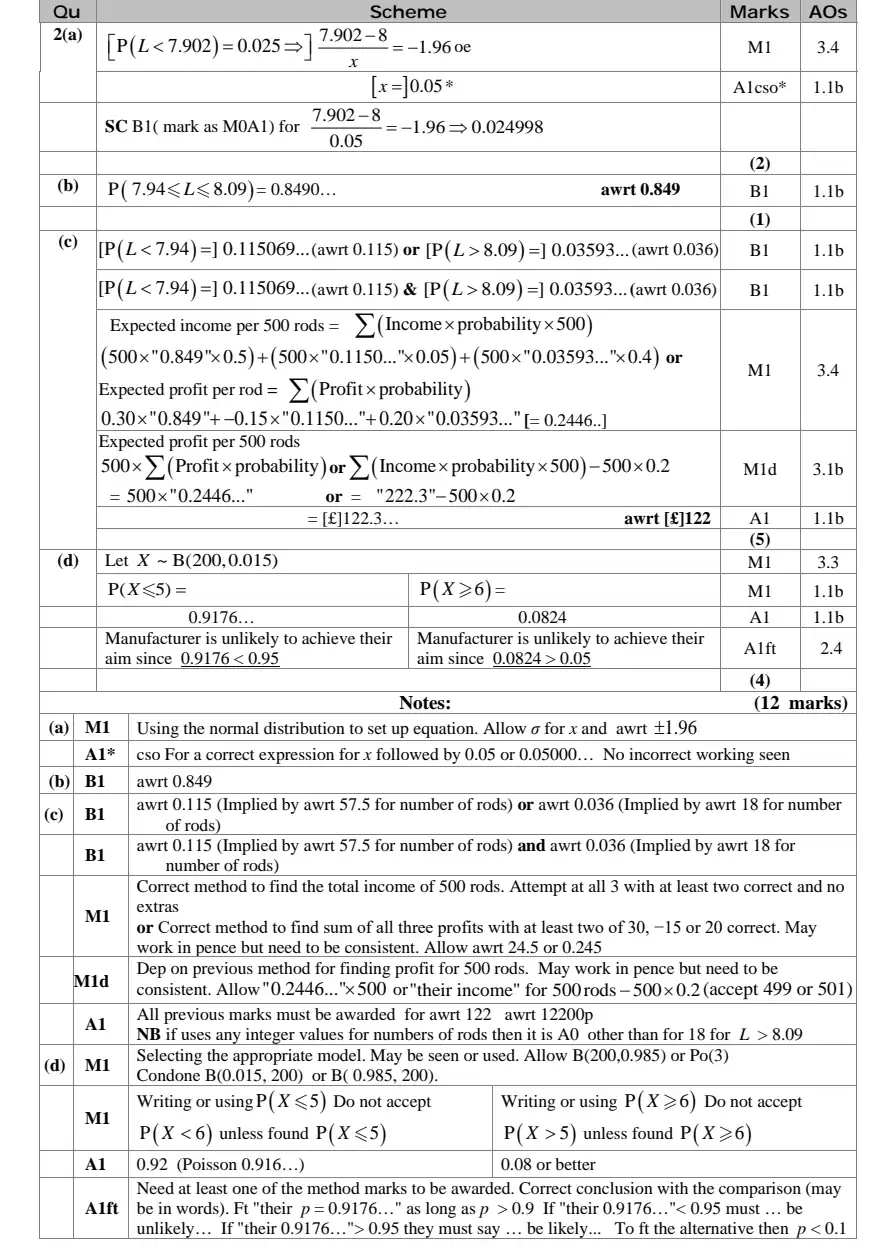 Qu Scheme Marks AOs
2(a) [P(L < 7.902) = 0.025 ⇒] (7.902 − 8)/x = −1.96 oe M1 3.4
[x =]0.05 * A1cso* 1.1b
SC B1( mark as M0A1) for (7.902 − 8)/0.05 = −1.96 ⇒ 0.024998
(2)
(b) P( 7.94 ⩽ L ⩽ 8.09) = 0.8490… awrt 0.849 B1 1.1b
(1)
(c) [P(L < 7.94) =] 0.115069... (awrt 0.115) or [P(L > 8.09) =] 0.03593... (awrt 0.036) B1 1.1b
[P(L < 7.94) =] 0.115069... (awrt 0.115) & [P(L > 8.09) =] 0.03593... (awrt 0.036) B1 1.1b
Expected income per 500 rods = ∑(Income × probability × 500)
(500 × "0.849" × 0.5) + (500 × "0.1150..." × 0.05) + (500 × "0.03593..." × 0.4) or
M1 3.4
Expected profit per rod = ∑(Profit × probability)
0.30 × "0.849" + −0.15 × "0.1150..." + 0.20 × "0.03593..." [= 0.2446..]
Expected profit per 500 rods
500 × ∑(Profit × probability) or ∑(Income × probability × 500) − 500 × 0.2 M1d 3.1b
= 500 × "0.2446..." or = "222.3" − 500 × 0.2
= [£]122.3… awrt [£]122 A1 1.1b
(5)
(d) Let X ~ B(200, 0.015) M1 3.3
P(X ⩽ 5) = P(X ⩾ 6) = M1 1.1b
0.9176… 0.0824 A1 1.1b
Manufacturer is unlikely to achieve their Manufacturer is unlikely to achieve their
aim since 0.9176 < 0.95 aim since 0.0824 > 0.05 A1ft 2.4
(4)
Notes: (12 marks)
(a) M1 Using the normal distribution to set up equation. Allow σ for x and awrt ±1.96
A1* cso For a correct expression for x followed by 0.05 or 0.05000… No incorrect working seen
(b) B1 awrt 0.849
(c) B1 awrt 0.115 (Implied by awrt 57.5 for number of rods) or awrt 0.036 (Implied by awrt 18 for number
of rods)
B1 awrt 0.115 (Implied by awrt 57.5 for number of rods) and awrt 0.036 (Implied by awrt 18 for
number of rods)
M1 Correct method to find the total income of 500 rods. Attempt at all 3 with at least two correct and no
extras
or Correct method to find sum of all three profits with at least two of 30, −15 or 20 correct. May
work in pence but need to be consistent. Allow awrt 24.5 or 0.245
M1d Dep on previous method for finding profit for 500 rods. May work in pence but need to be
consistent. Allow "0.2446..." × 500 or "their income" for 500 rods − 500 × 0.2 (accept 499 or 501)
A1 All previous marks must be awarded for awrt 122 awrt 12200p
NB if uses any integer values for numbers of rods then it is A0 other than for 18 for L > 8.09
(d) M1 Selecting the appropriate model. May be seen or used. Allow B(200,0.985) or Po(3)
Condone B(0.015, 200) or B( 0.985, 200).
M1 Writing or using P(X ⩽ 5) Do not accept Writing or using P(X ⩾ 6) Do not accept
P(X < 6) unless found P(X ⩽ 5) P(X > 5) unless found P(X ⩾ 6)
A1 0.92 (Poisson 0.916…) 0.08 or better
A1ft Need at least one of the method marks to be awarded. Correct conclusion with the comparison (may
be in words). Ft "their p = 0.9176…" as long as p > 0.9 If "their 0.9176…"< 0.95 must … be
unlikely… If "their 0.9176…"> 0.95 they must say … be likely... To ft the alternative then p < 0.1